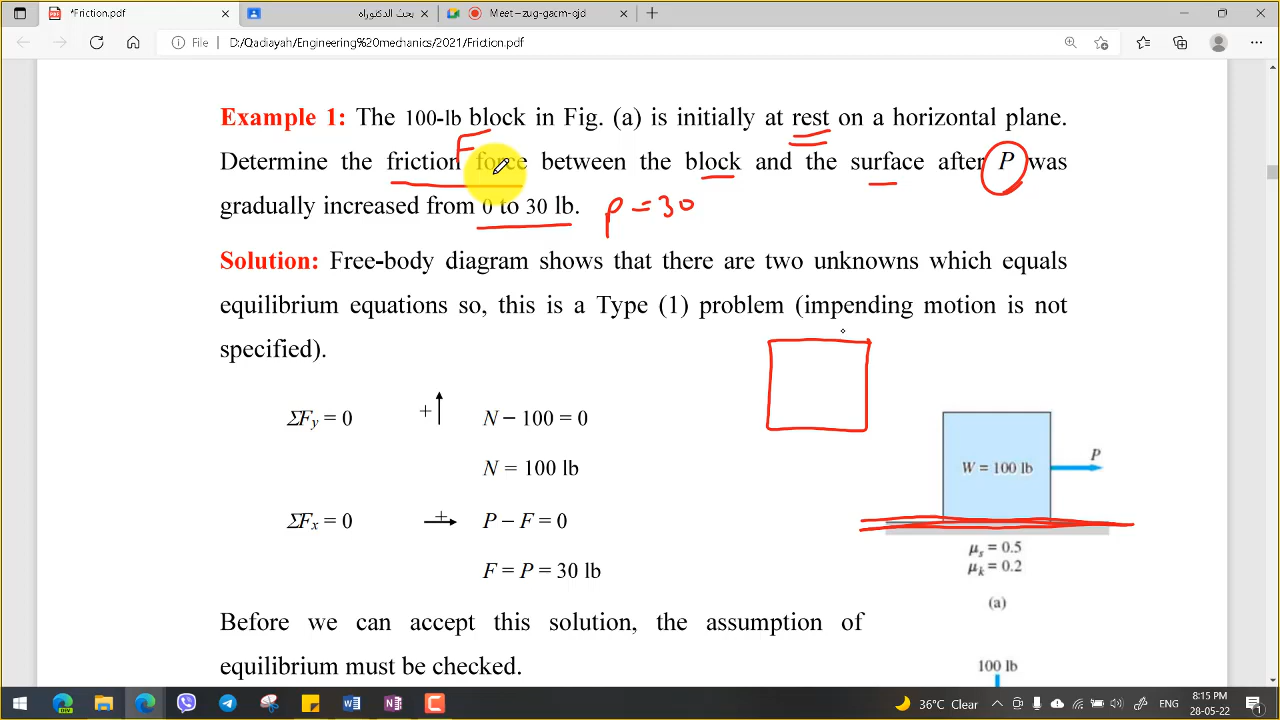 *Friction.pdf
بحث الدكتوراه
Meet – zug-gacm-qjd
File
D:/Qadiayah/Engineering%20mechanics/2021/Friction.pdf
Example 1: The 100-lb block in Fig. (a) is initially at rest on a horizontal plane.
F
Determine the friction force between the block and the surface after P was
gradually increased from 0 to 30 lb. P = 30
Solution: Free-body diagram shows that there are two unknowns which equals
equilibrium equations so, this is a Type (1) problem (impending motion is not
specified).
ΣFy = 0 + N − 100 = 0
N = 100 lb
P
W = 100 lb
ΣFx = 0 + P − F = 0
μs = 0.5
μk = 0.2
F = P = 30 lb
(a)
Before we can accept this solution, the assumption of
equilibrium must be checked.
100 lb
36°C Clear
8:15 PM
28-05-22